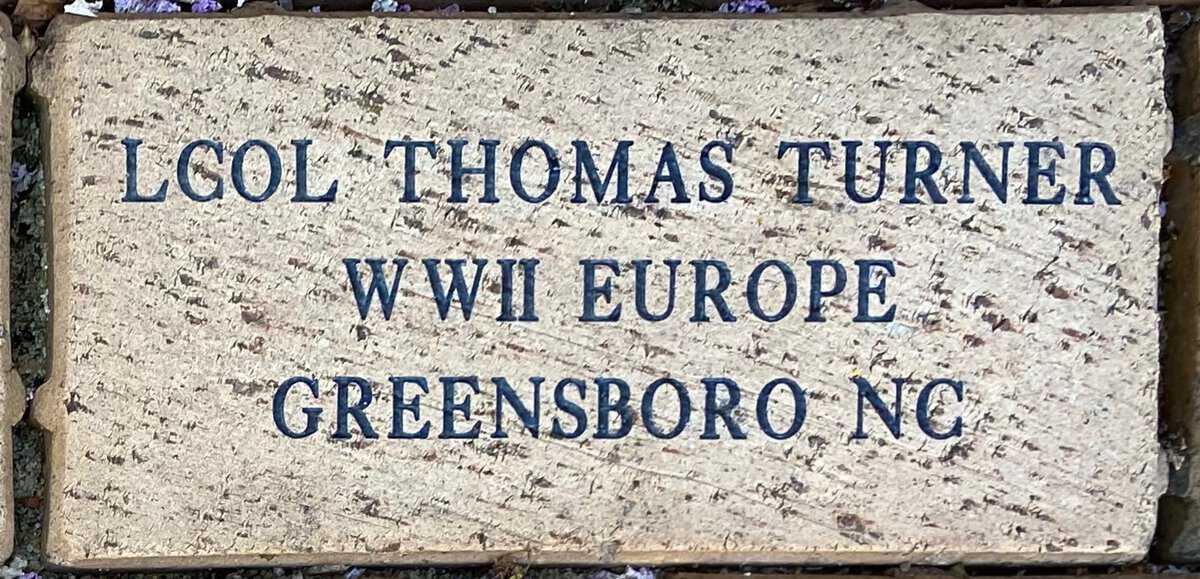 LCOL THOMAS TURNER
WWII EUROPE
GREENSBORO NC